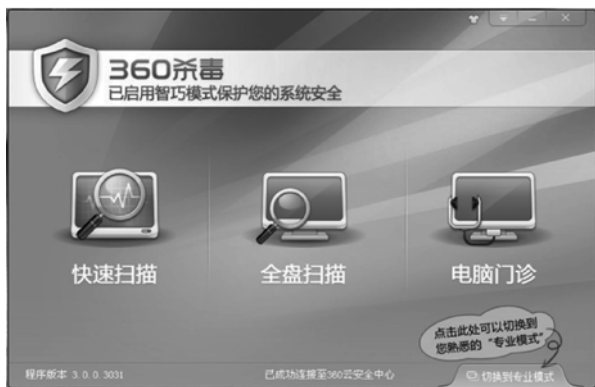 360杀毒
已启用智巧模式保护您的系统安全
快速扫描
全盘扫描
电脑门诊
点击此处可以切换到
您熟悉的“专业模式”
程序版本 3.0.0.3031
已成功连接至360云安全中心
切换到专业模式